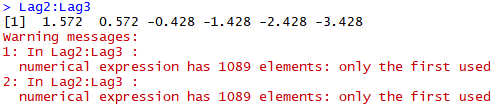 > Lag2:Lag3
[1]  1.572  0.572 -0.428 -1.428 -2.428 -3.428
Warning messages:
1: In Lag2:Lag3 :
  numerical expression has 1089 elements: only the first used
2: In Lag2:Lag3 :
  numerical expression has 1089 elements: only the first used